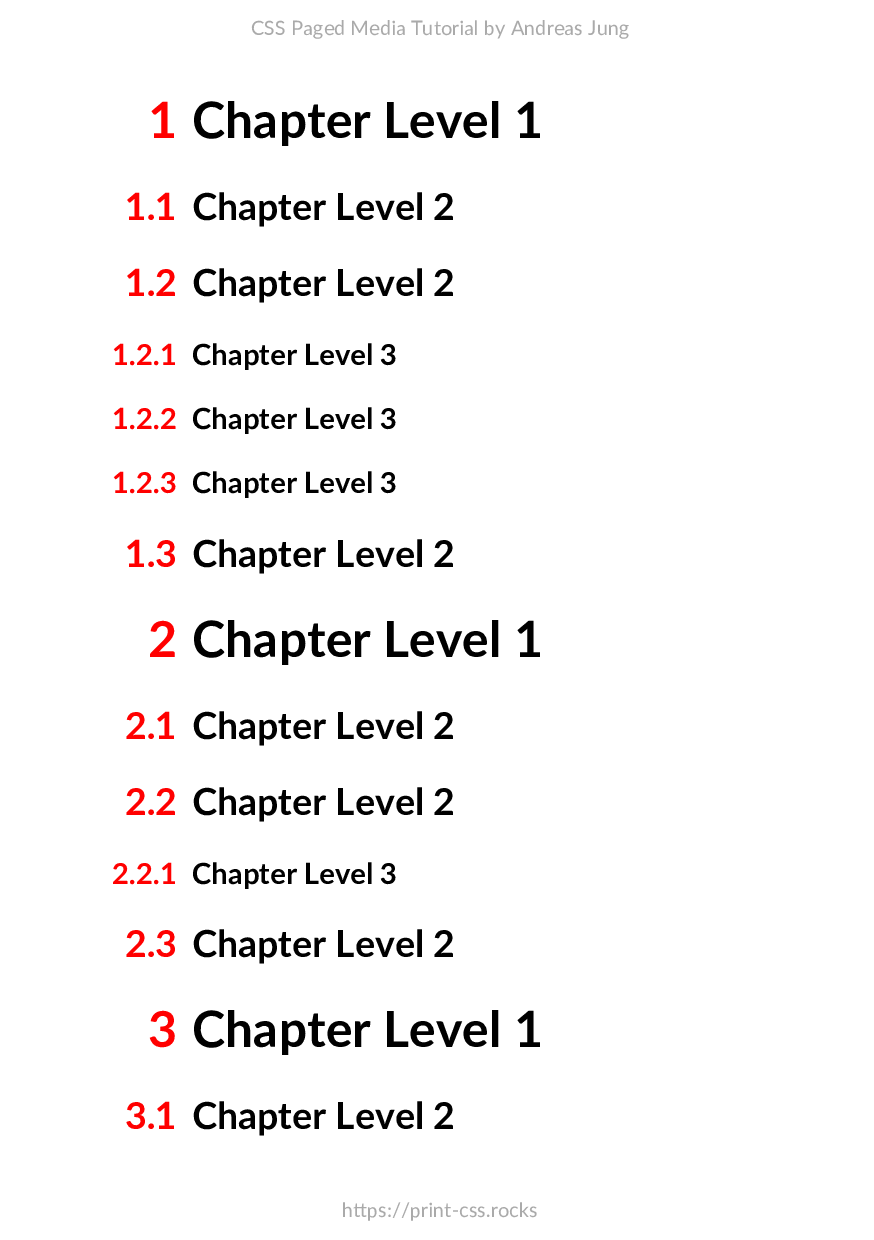 CSS Paged Media Tutorial by Andreas Jung
1 Chapter Level 1
1.1 Chapter Level 2
1.2 Chapter Level 2
1.2.1 Chapter Level 3
1.2.2 Chapter Level 3
1.2.3 Chapter Level 3
1.3 Chapter Level 2
2 Chapter Level 1
2.1 Chapter Level 2
2.2 Chapter Level 2
2.2.1 Chapter Level 3
2.3 Chapter Level 2
3 Chapter Level 1
3.1 Chapter Level 2
https://print-css.rocks